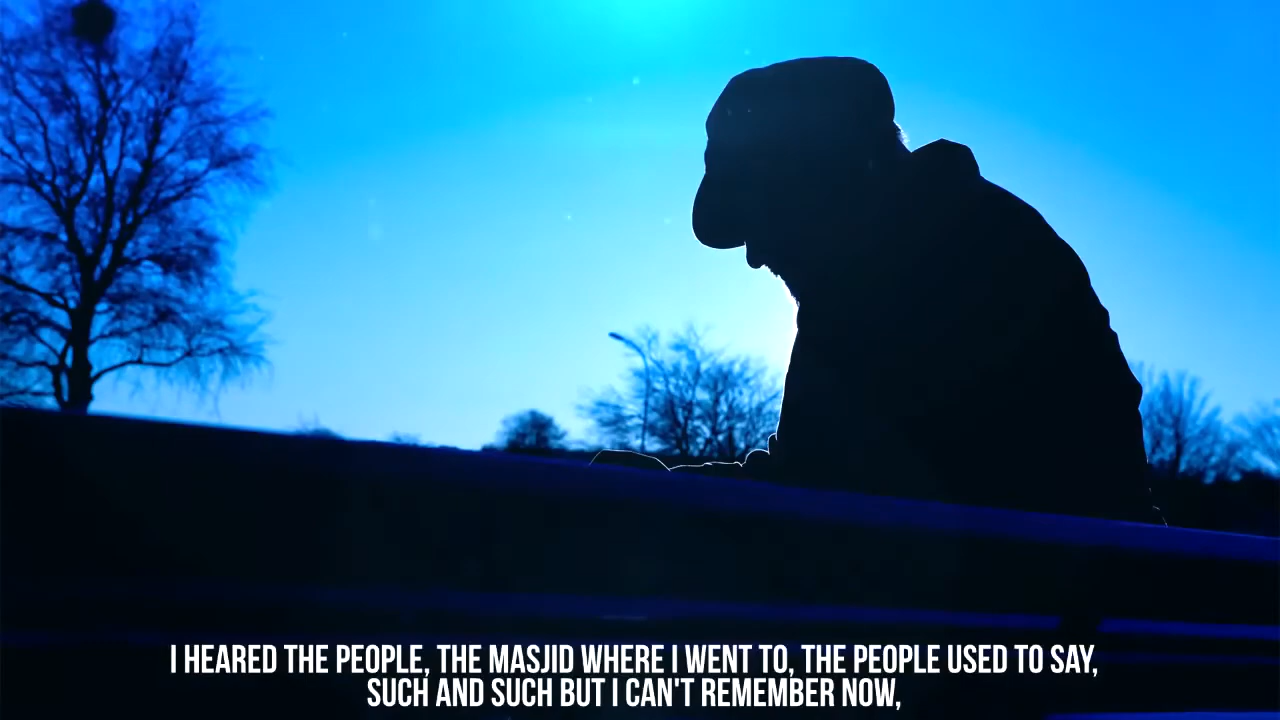 I HEARED THE PEOPLE, THE MASJID WHERE I WENT TO, THE PEOPLE USED TO SAY,
SUCH AND SUCH BUT I CAN'T REMEMBER NOW,